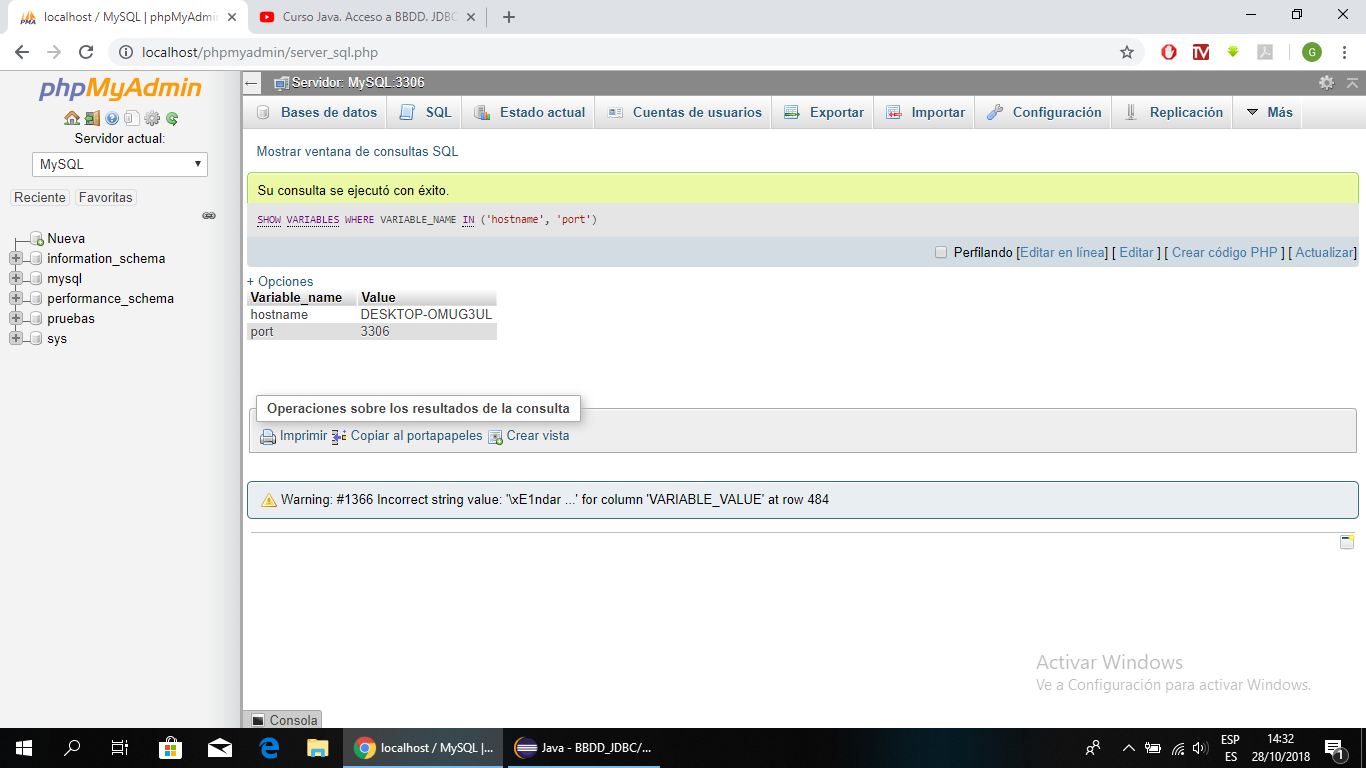 localhost / MySQL | phpMyAdmin
Curso Java. Acceso a BBDD. JDBC
localhost/phpmyadmin/server_sql.php
G
phpMyAdmin
Servidor actual:
MySQL
Reciente
Favoritas
Nueva
information_schema
mysql
performance_schema
pruebas
sys
Servidor: MySQL:3306
Bases de datos
SQL
Estado actual
Cuentas de usuarios
Exportar
Importar
Configuración
Replicación
Más
Mostrar ventana de consultas SQL
Su consulta se ejecutó con éxito.
SHOW VARIABLES WHERE VARIABLE_NAME IN ('hostname', 'port')
Perfilando [Editar en línea] [ Editar ] [ Crear código PHP ] [ Actualizar]
+ Opciones
Variable_name Value
hostname DESKTOP-OMUG3UL
port 3306
Operaciones sobre los resultados de la consulta
Imprimir Copiar al portapapeles Crear vista
Warning: #1366 Incorrect string value: '\xE1ndar ...' for column 'VARIABLE_VALUE' at row 484
Activar Windows
Ve a Configuración para activar Windows.
Consola
localhost / MySQL |...
Java - BBDD_JDBC/...
ESP
ES
14:32
28/10/2018
1